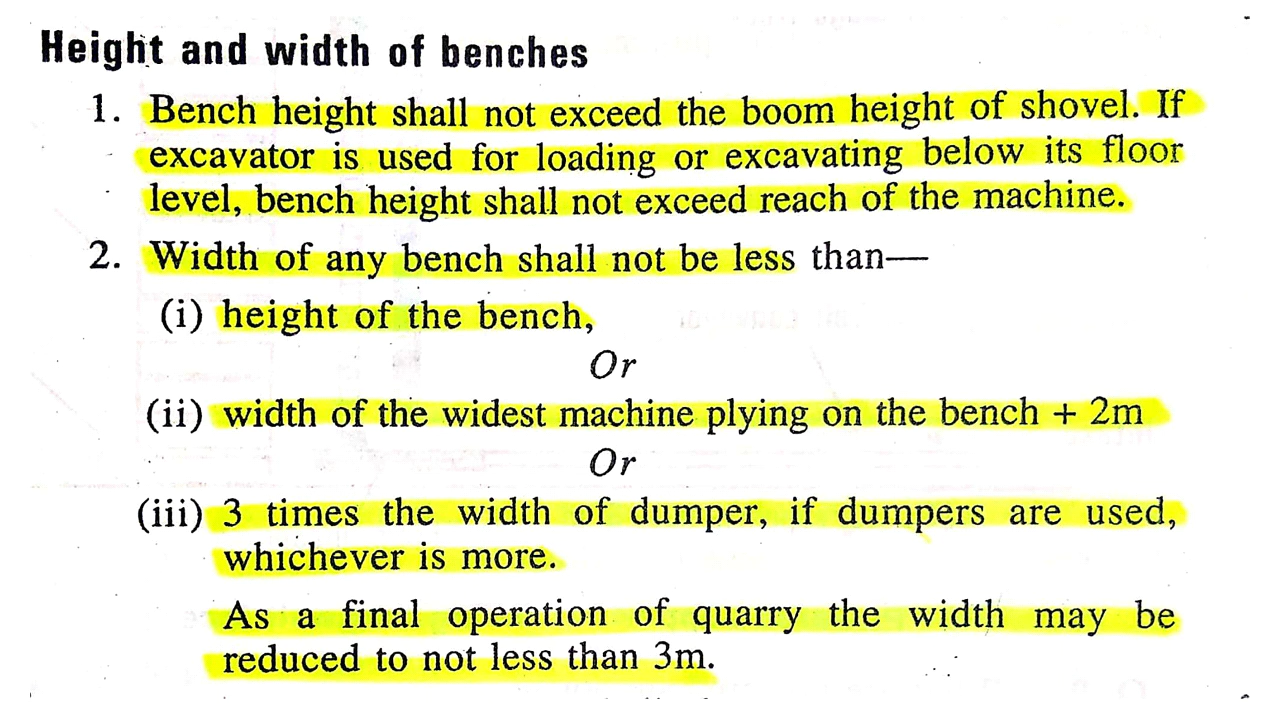 Height and width of benches
1. Bench height shall not exceed the boom height of shovel. If
excavator is used for loading or excavating below its floor
level, bench height shall not exceed reach of the machine.
2. Width of any bench shall not be less than—
(i) height of the bench,
Or
(ii) width of the widest machine plying on the bench + 2m
Or
(iii) 3 times the width of dumper, if dumpers are used,
whichever is more.
As a final operation of quarry the width may be
reduced to not less than 3m.